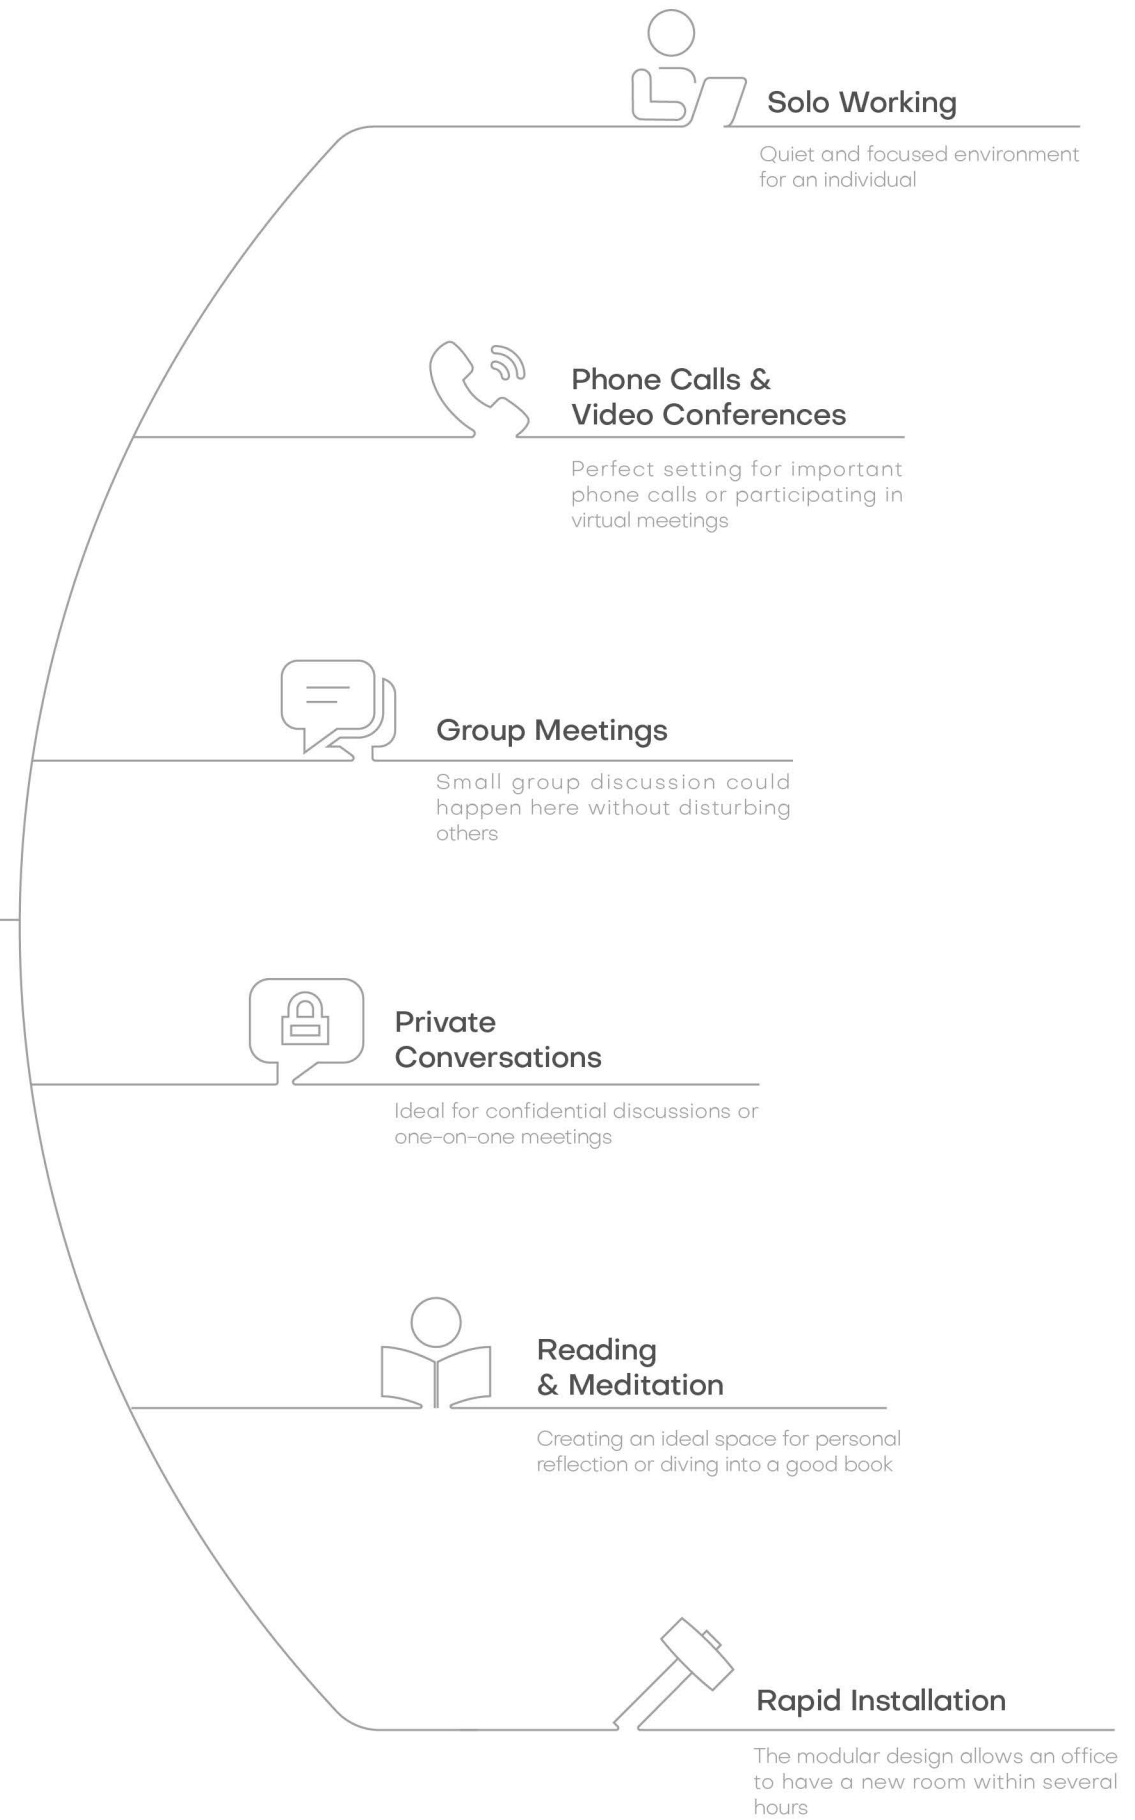 Solo Working
Quiet and focused environment
for an individual
Phone Calls &
Video Conferences
Perfect setting for important
phone calls or participating in
virtual meetings
Group Meetings
Small group discussion could
happen here without disturbing
others
Private
Conversations
Ideal for confidential discussions or
one-on-one meetings
Reading
& Meditation
Creating an ideal space for personal
reflection or diving into a good book
Rapid Installation
The modular design allows an office
to have a new room within several
hours